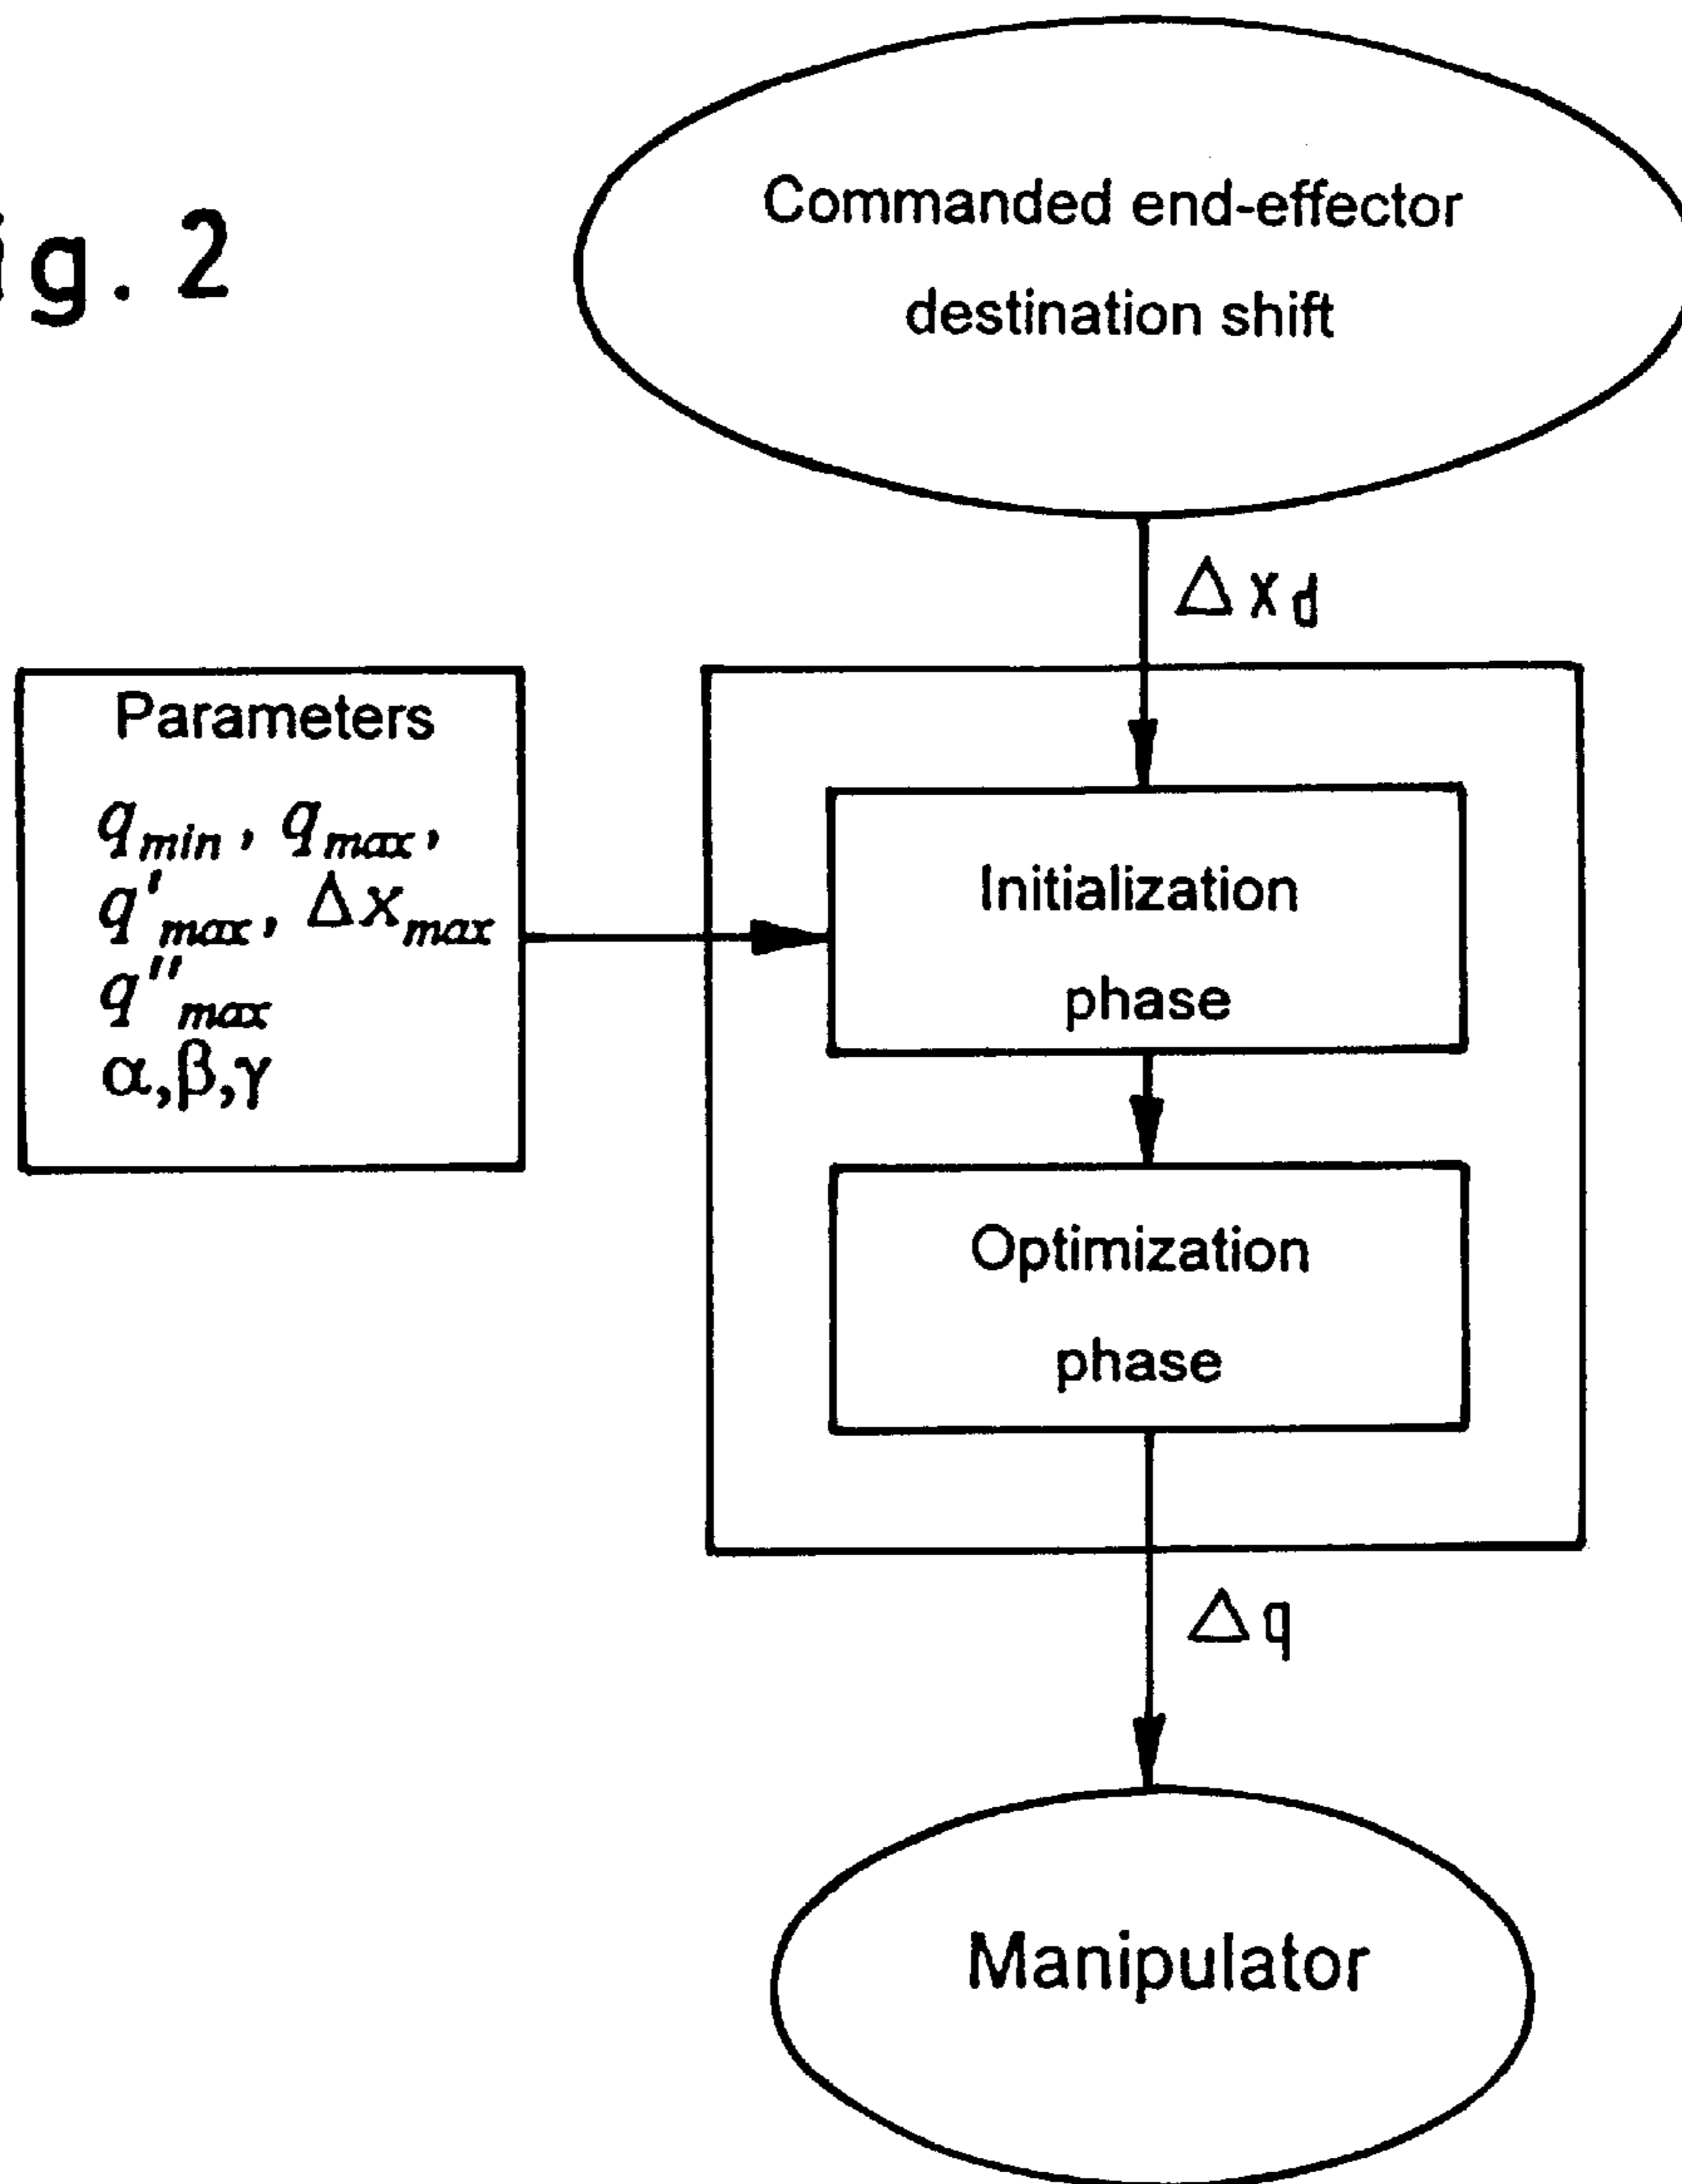 ig. 2
Commanded end-effector
destination shift
Δxd
Parameters
qmin, qmax,
q'max, Δxmax
q''max
α,β,γ
Initialization
phase
Optimization
phase
Δq
Manipulator